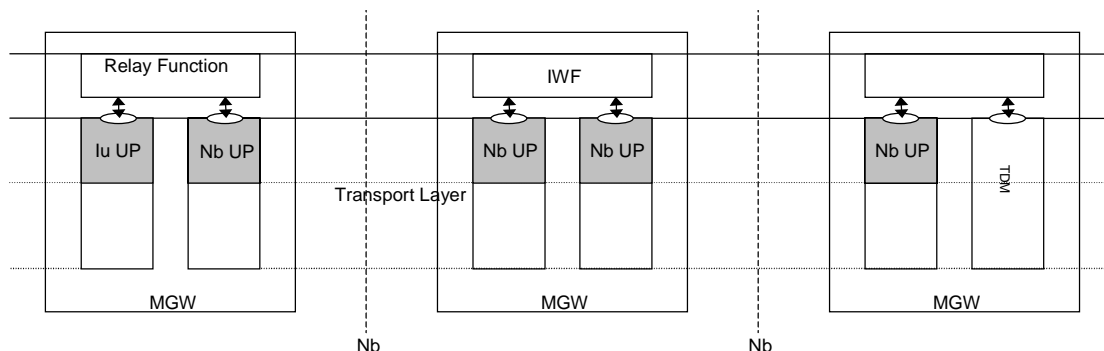 Relay Function
IWF
Iu UP
Nb UP
Nb UP
Nb UP
Nb UP
TDM
Transport Layer
MGW
MGW
MGW
Nb
Nb